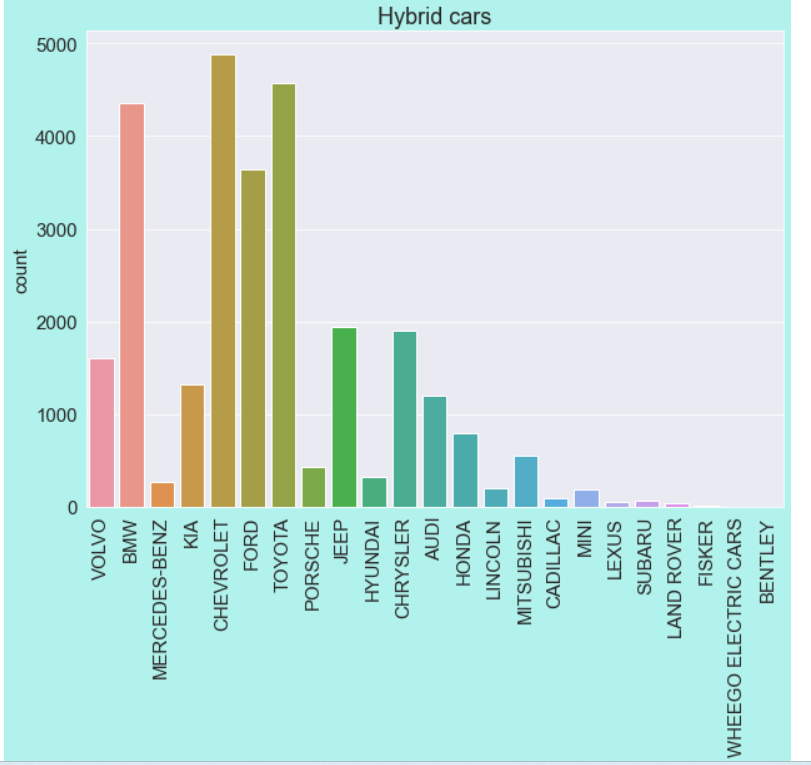 Hybrid cars
5000
4000
3000
2000
1000
0
count
VOLVO
BMW
MERCEDES-BENZ
KIA
CHEVROLET
FORD
TOYOTA
PORSCHE
JEEP
HYUNDAI
CHRYSLER
AUDI
HONDA
LINCOLN
MITSUBISHI
CADILLAC
MINI
LEXUS
SUBARU
LAND ROVER
FISKER
WHEEGO ELECTRIC CARS
BENTLEY